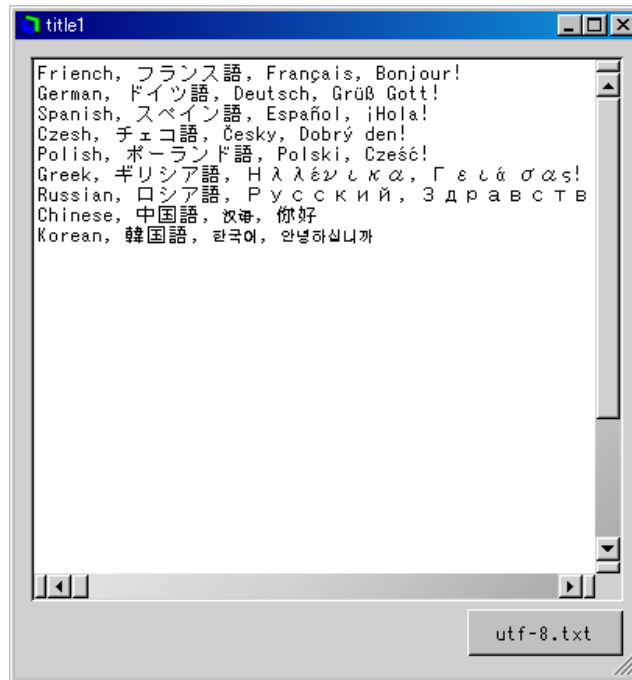 title1
Friench, フランス語, Français, Bonjour!
German, ドイツ語, Deutsch, Grüß Gott!
Spanish, スペイン語, Español, ¡Hola!
Czesh, チェコ語, Česky, Dobrý den!
Polish, ポーランド語, Polski, Cześć!
Greek, ギリシア語, Ηλλένικα, Γειά σας!
Russian, ロシア語, Русский, Здравств
Chinese, 中国語, 汉语, 你好
Korean, 韓国語, 한국어, 안녕하십니까
utf-8.txt